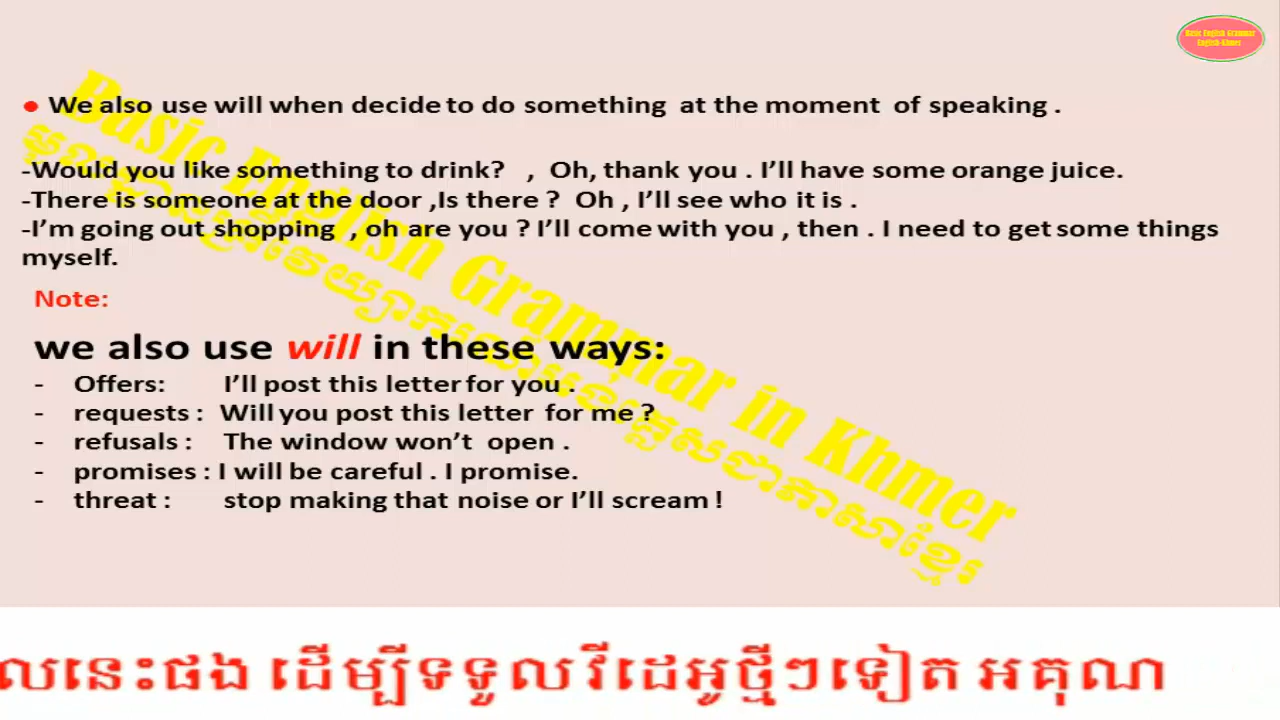 Basic English Grammar
English-Khmer
● We also use will when decide to do something at the moment of speaking .
-Would you like something to drink? , Oh, thank you . I’ll have some orange juice.
-There is someone at the door ,Is there ? Oh , I’ll see who it is .
-I’m going out shopping , oh are you ? I’ll come with you , then . I need to get some things
myself.
Note:
we also use will in these ways:
- Offers: I’ll post this letter for you .
- requests : Will you post this letter for me ?
- refusals : The window won’t open .
- promises : I will be careful . I promise.
- threat : stop making that noise or I’ll scream !
Basic English Grammar in Khmer
លនេះផង ដើម្បីទទួលវីដេអូថ្មីៗទៀត អគុណ